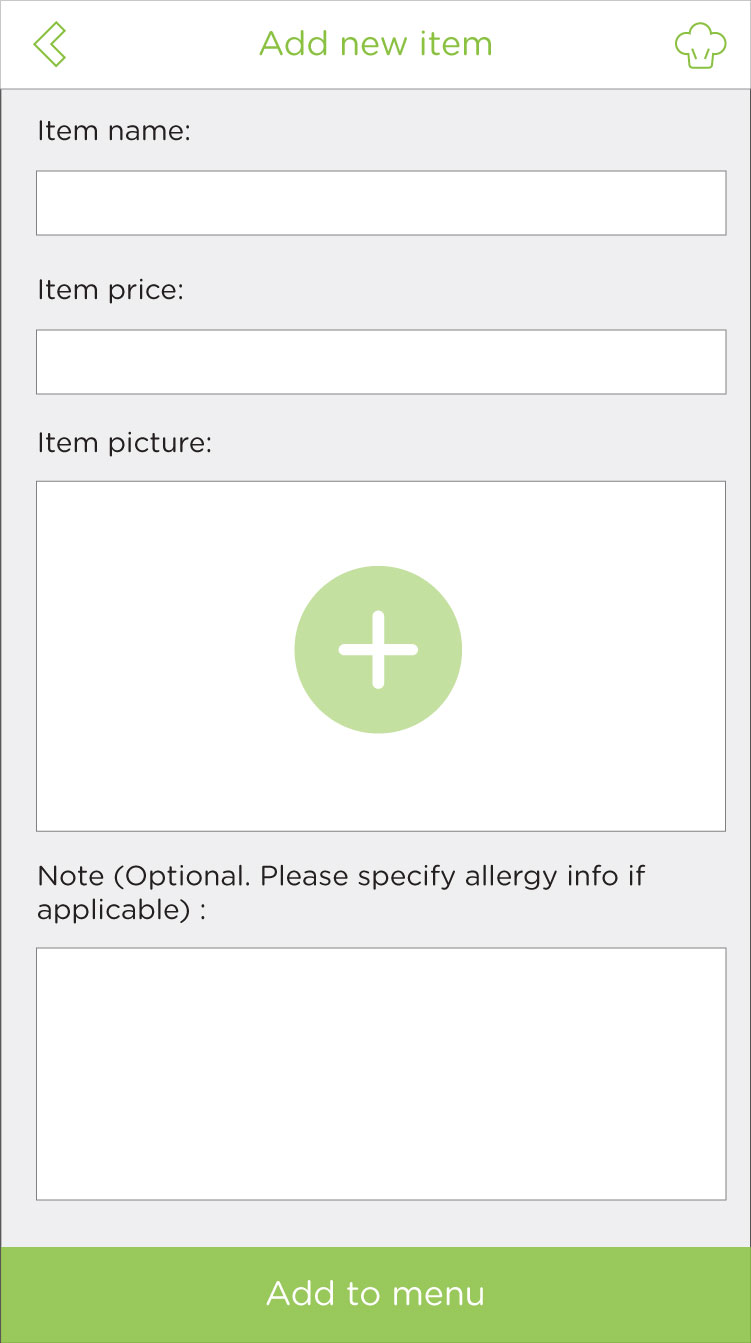 Add new item
Item name:
Item price:
Item picture:
Note (Optional. Please specify allergy info if
applicable) :
Add to menu